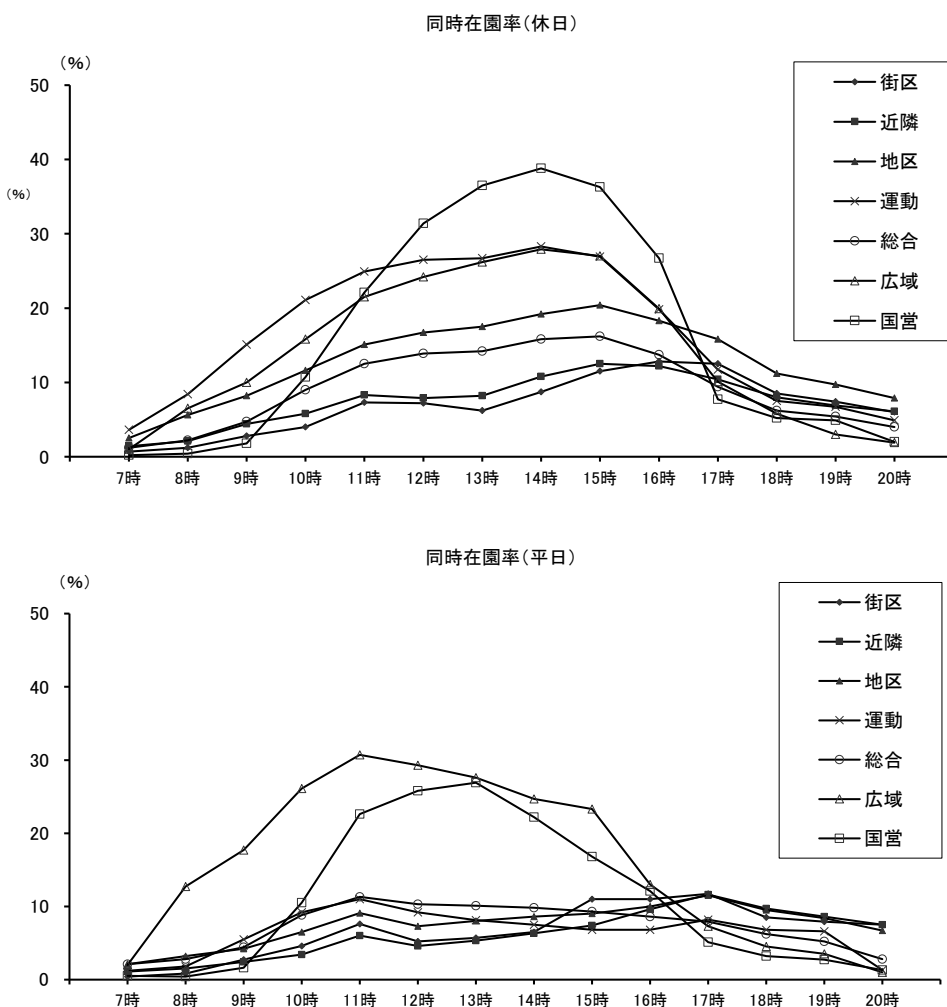 同時在園率(休日)
(%)
50
40
(%)
30
20
10
0
7時 8時 9時 10時 11時 12時 13時 14時 15時 16時 17時 18時 19時 20時
街区
近隣
地区
運動
総合
広域
国営
同時在園率(平日)
(%)
50
40
30
20
10
0
7時 8時 9時 10時 11時 12時 13時 14時 15時 16時 17時 18時 19時 20時
街区
近隣
地区
運動
総合
広域
国営